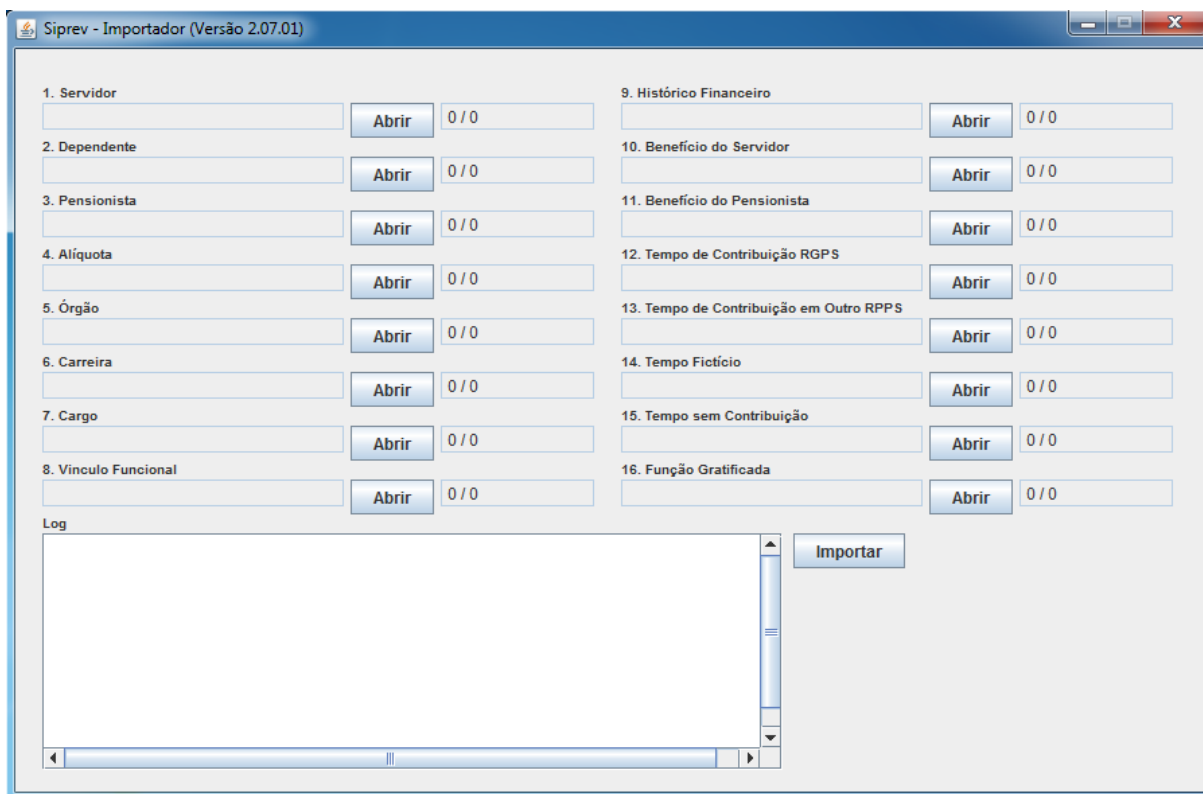 Siprev - Importador (Versão 2.07.01)
1. Servidor
Abrir
0 / 0
2. Dependente
Abrir
0 / 0
3. Pensionista
Abrir
0 / 0
4. Alíquota
Abrir
0 / 0
5. Órgão
Abrir
0 / 0
6. Carreira
Abrir
0 / 0
7. Cargo
Abrir
0 / 0
8. Vinculo Funcional
Abrir
0 / 0
9. Histórico Financeiro
Abrir
0 / 0
10. Benefício do Servidor
Abrir
0 / 0
11. Benefício do Pensionista
Abrir
0 / 0
12. Tempo de Contribuição RGPS
Abrir
0 / 0
13. Tempo de Contribuição em Outro RPPS
Abrir
0 / 0
14. Tempo Fictício
Abrir
0 / 0
15. Tempo sem Contribuição
Abrir
0 / 0
16. Função Gratificada
Abrir
0 / 0
Log
Importar